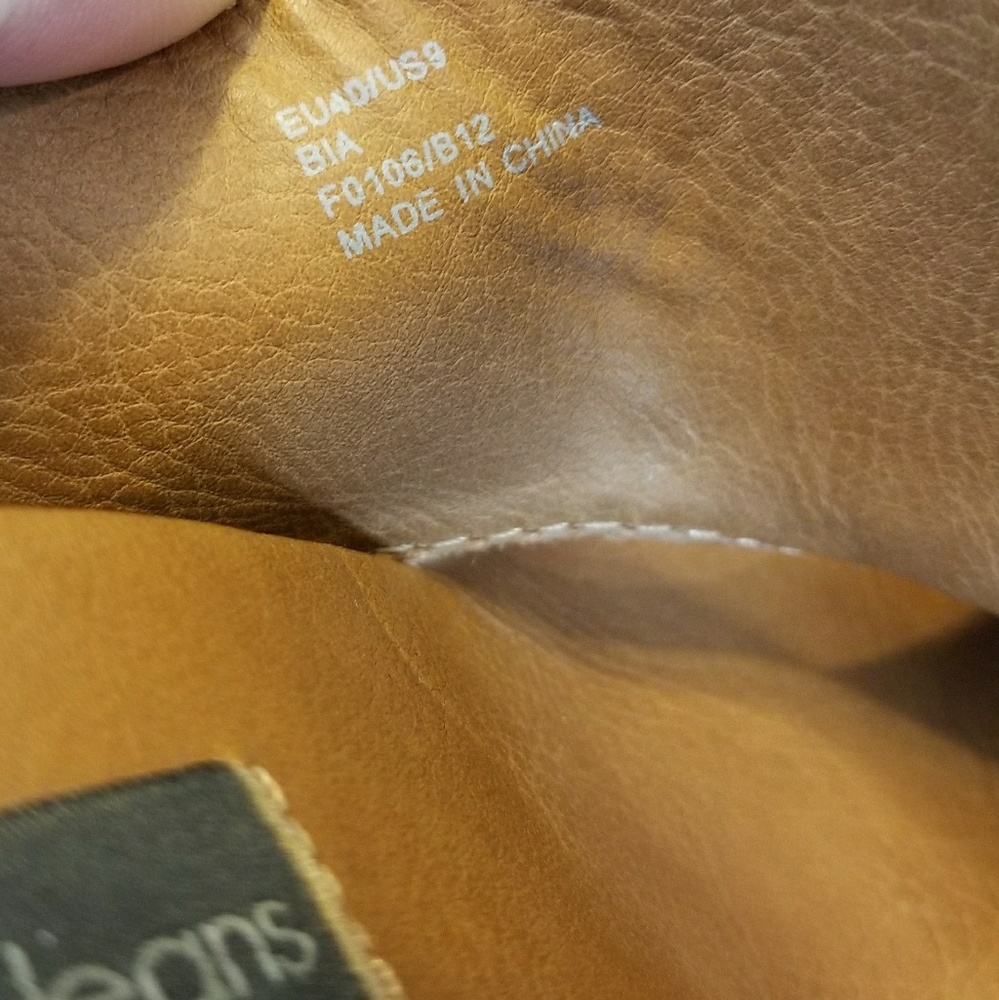 EU40/US9
BIA
F0106/B12
MADE IN CHINA
Jeans